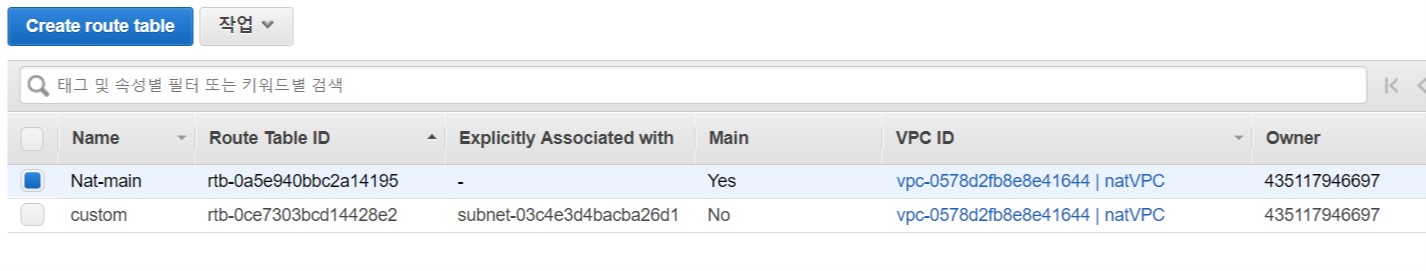 Create route table 작업
태그 및 속성별 필터 또는 키워드별 검색
Name Route Table ID Explicitly Associated with Main VPC ID Owner
Nat-main rtb-0a5e940bbc2a14195 - Yes vpc-0578d2fb8e8e41644 | natVPC 435117946697
custom rtb-0ce7303bcd14428e2 subnet-03c4e3d4bacba26d1 No vpc-0578d2fb8e8e41644 | natVPC 435117946697